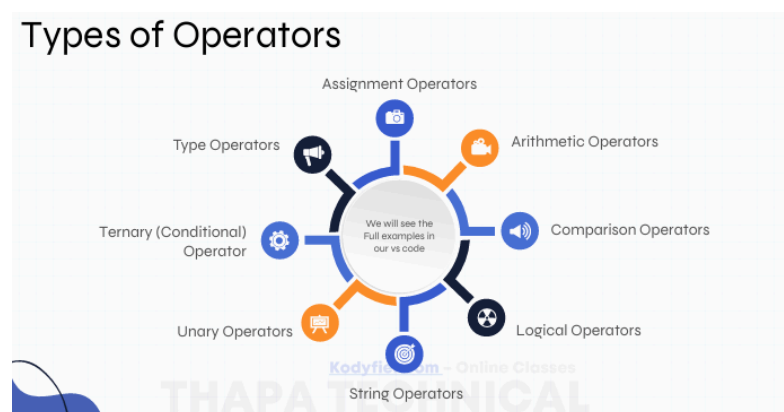 Types of Operators
Assignment Operators
Type Operators
Arithmetic Operators
We will see the
Full examples in
our vs code
Ternary (Conditional)
Operator
Comparison Operators
Unary Operators
Logical Operators
Kodyfier.com - Online Classes
THAPA TECHNICAL
String Operators